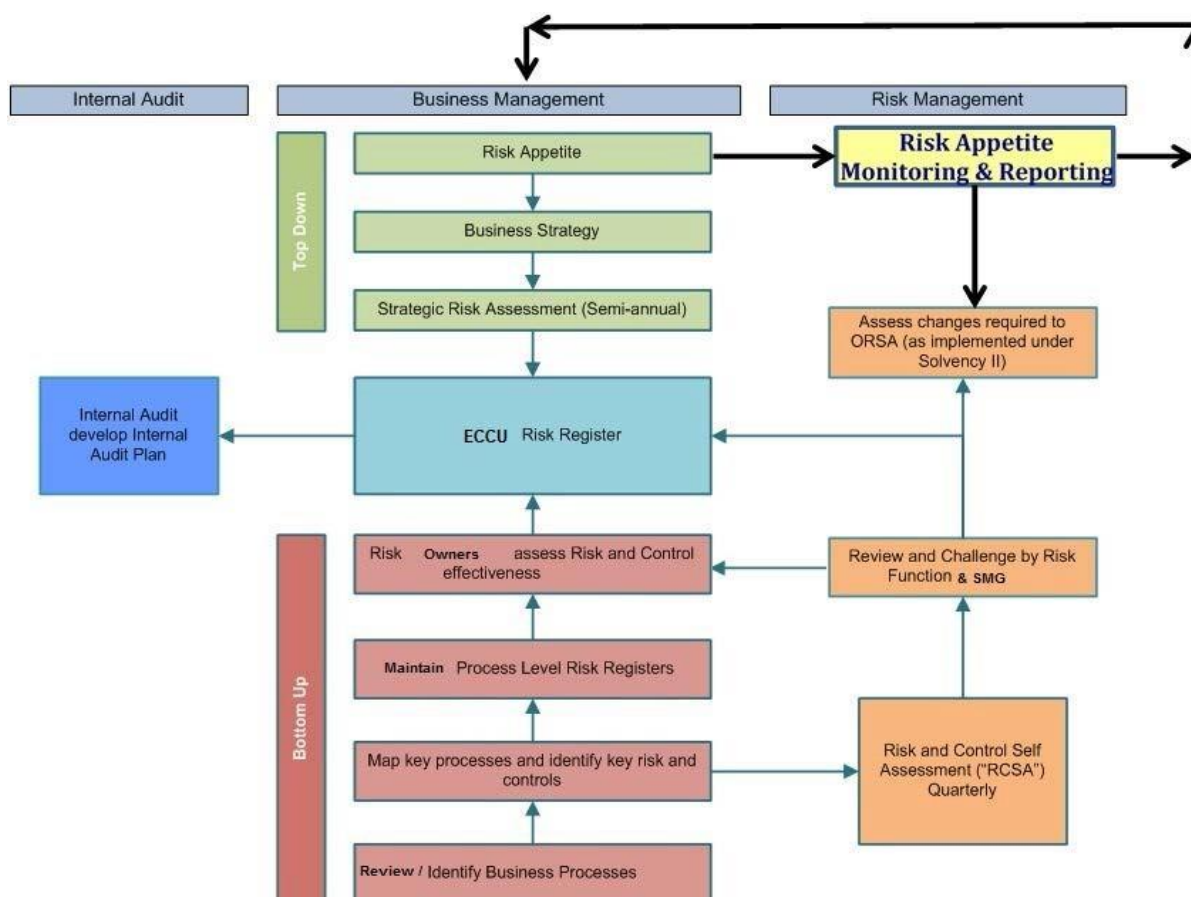 Internal Audit
Business Management
Risk Management
Top Down
Risk Appetite
Risk Appetite
Monitoring & Reporting
Business Strategy
Strategic Risk Assessment (Semi-annual)
Assess changes required to
ORSA (as implemented under
Solvency II)
Internal Audit
develop Internal
Audit Plan
ECCU Risk Register
Bottom Up
Risk Owners assess Risk and Control
effectiveness
Review and Challenge by Risk
Function & SMG
Maintain Process Level Risk Registers
Map key processes and identify key risk and
controls
Risk and Control Self
Assessment (“RCSA”)
Quarterly
Review / Identify Business Processes